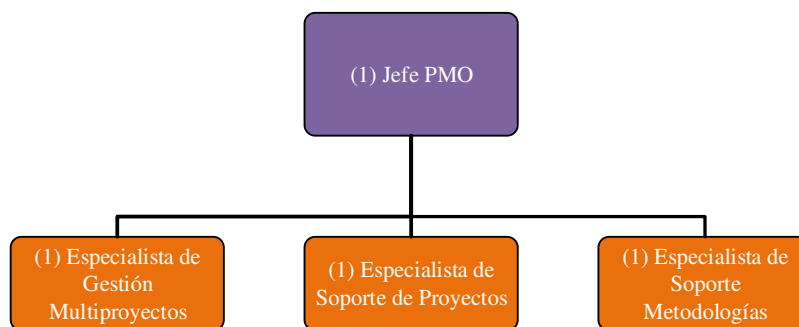 (1) Jefe PMO
(1) Especialista de
Gestión
Multiproyectos
(1) Especialista de
Soporte de Proyectos
(1) Especialista de
Soporte
Metodologías